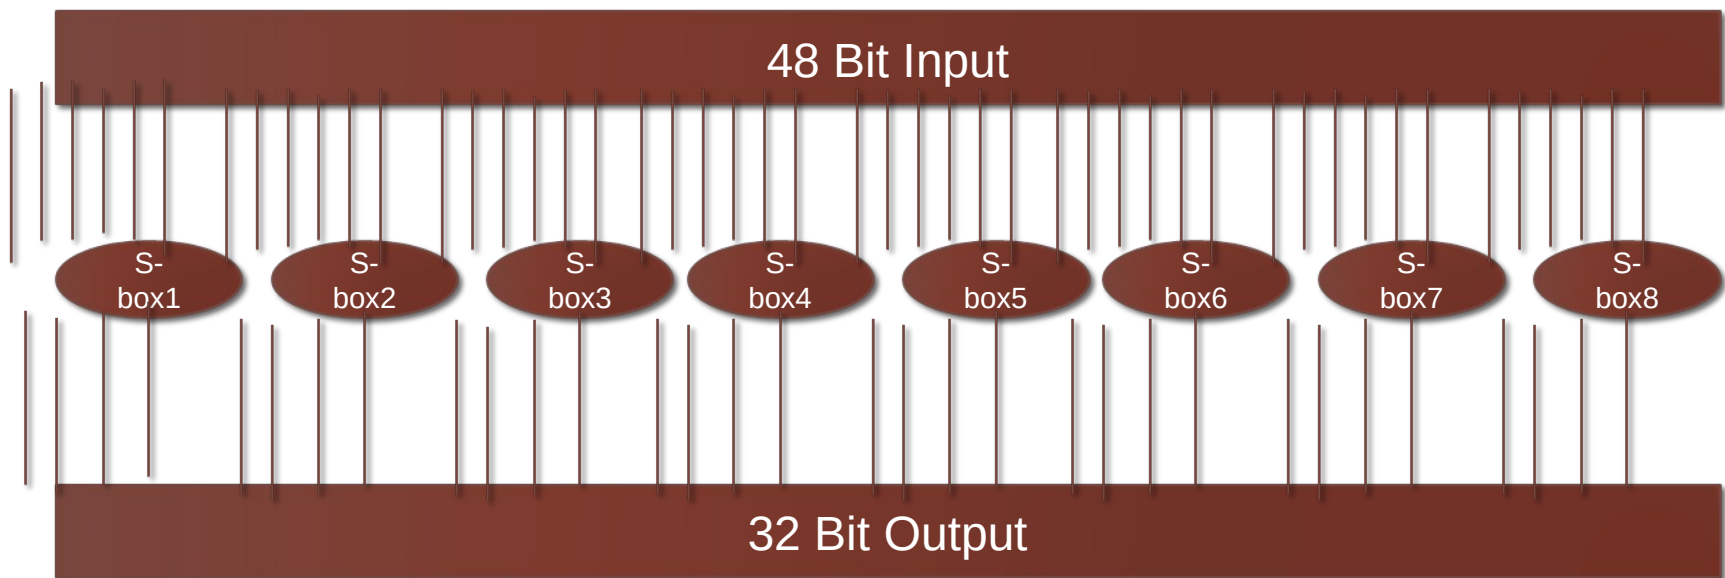 48 Bit Input
S-
box1
S-
box2
S-
box3
S-
box4
S-
box5
S-
box6
S-
box7
S-
box8
32 Bit Output